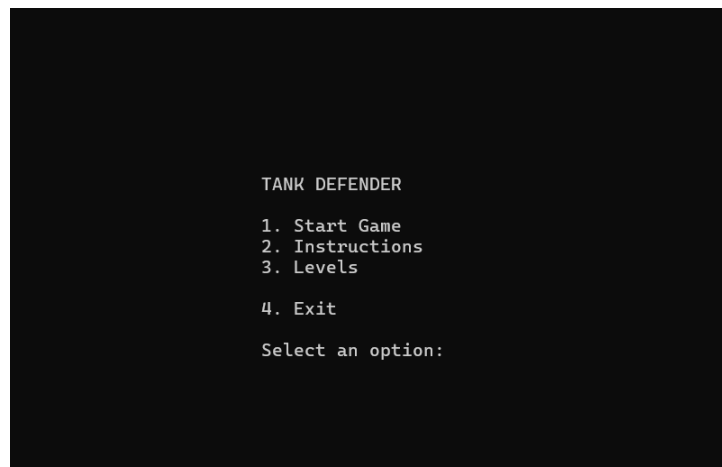 TANK DEFENDER
1. Start Game
2. Instructions
3. Levels
4. Exit
Select an option: